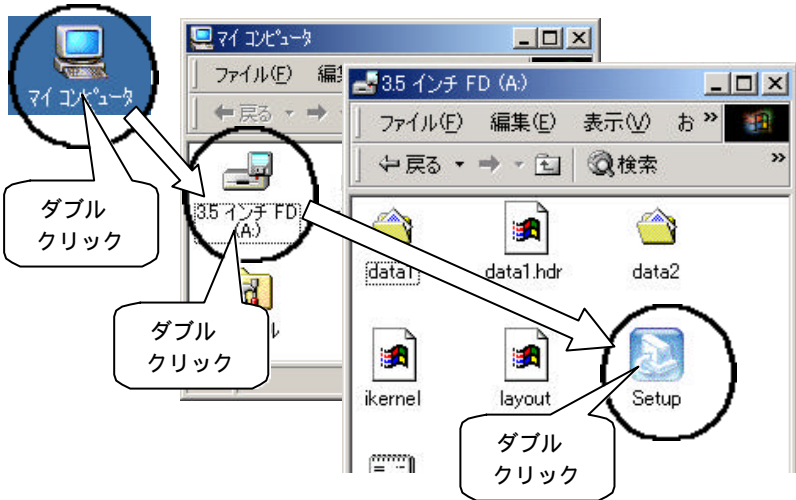 マイ コンピュータ
ダブル
クリック
マイ コンピュータ
ファイル(F)
戻る
3.5 インチ FD
(A:)
ダブル
クリック
3.5 インチ FD (A:)
ファイル(F) 編集(E) 表示(V) お »
戻る 検索 »
data1 data1.hdr data2
ikernel layout Setup
ダブル
クリック